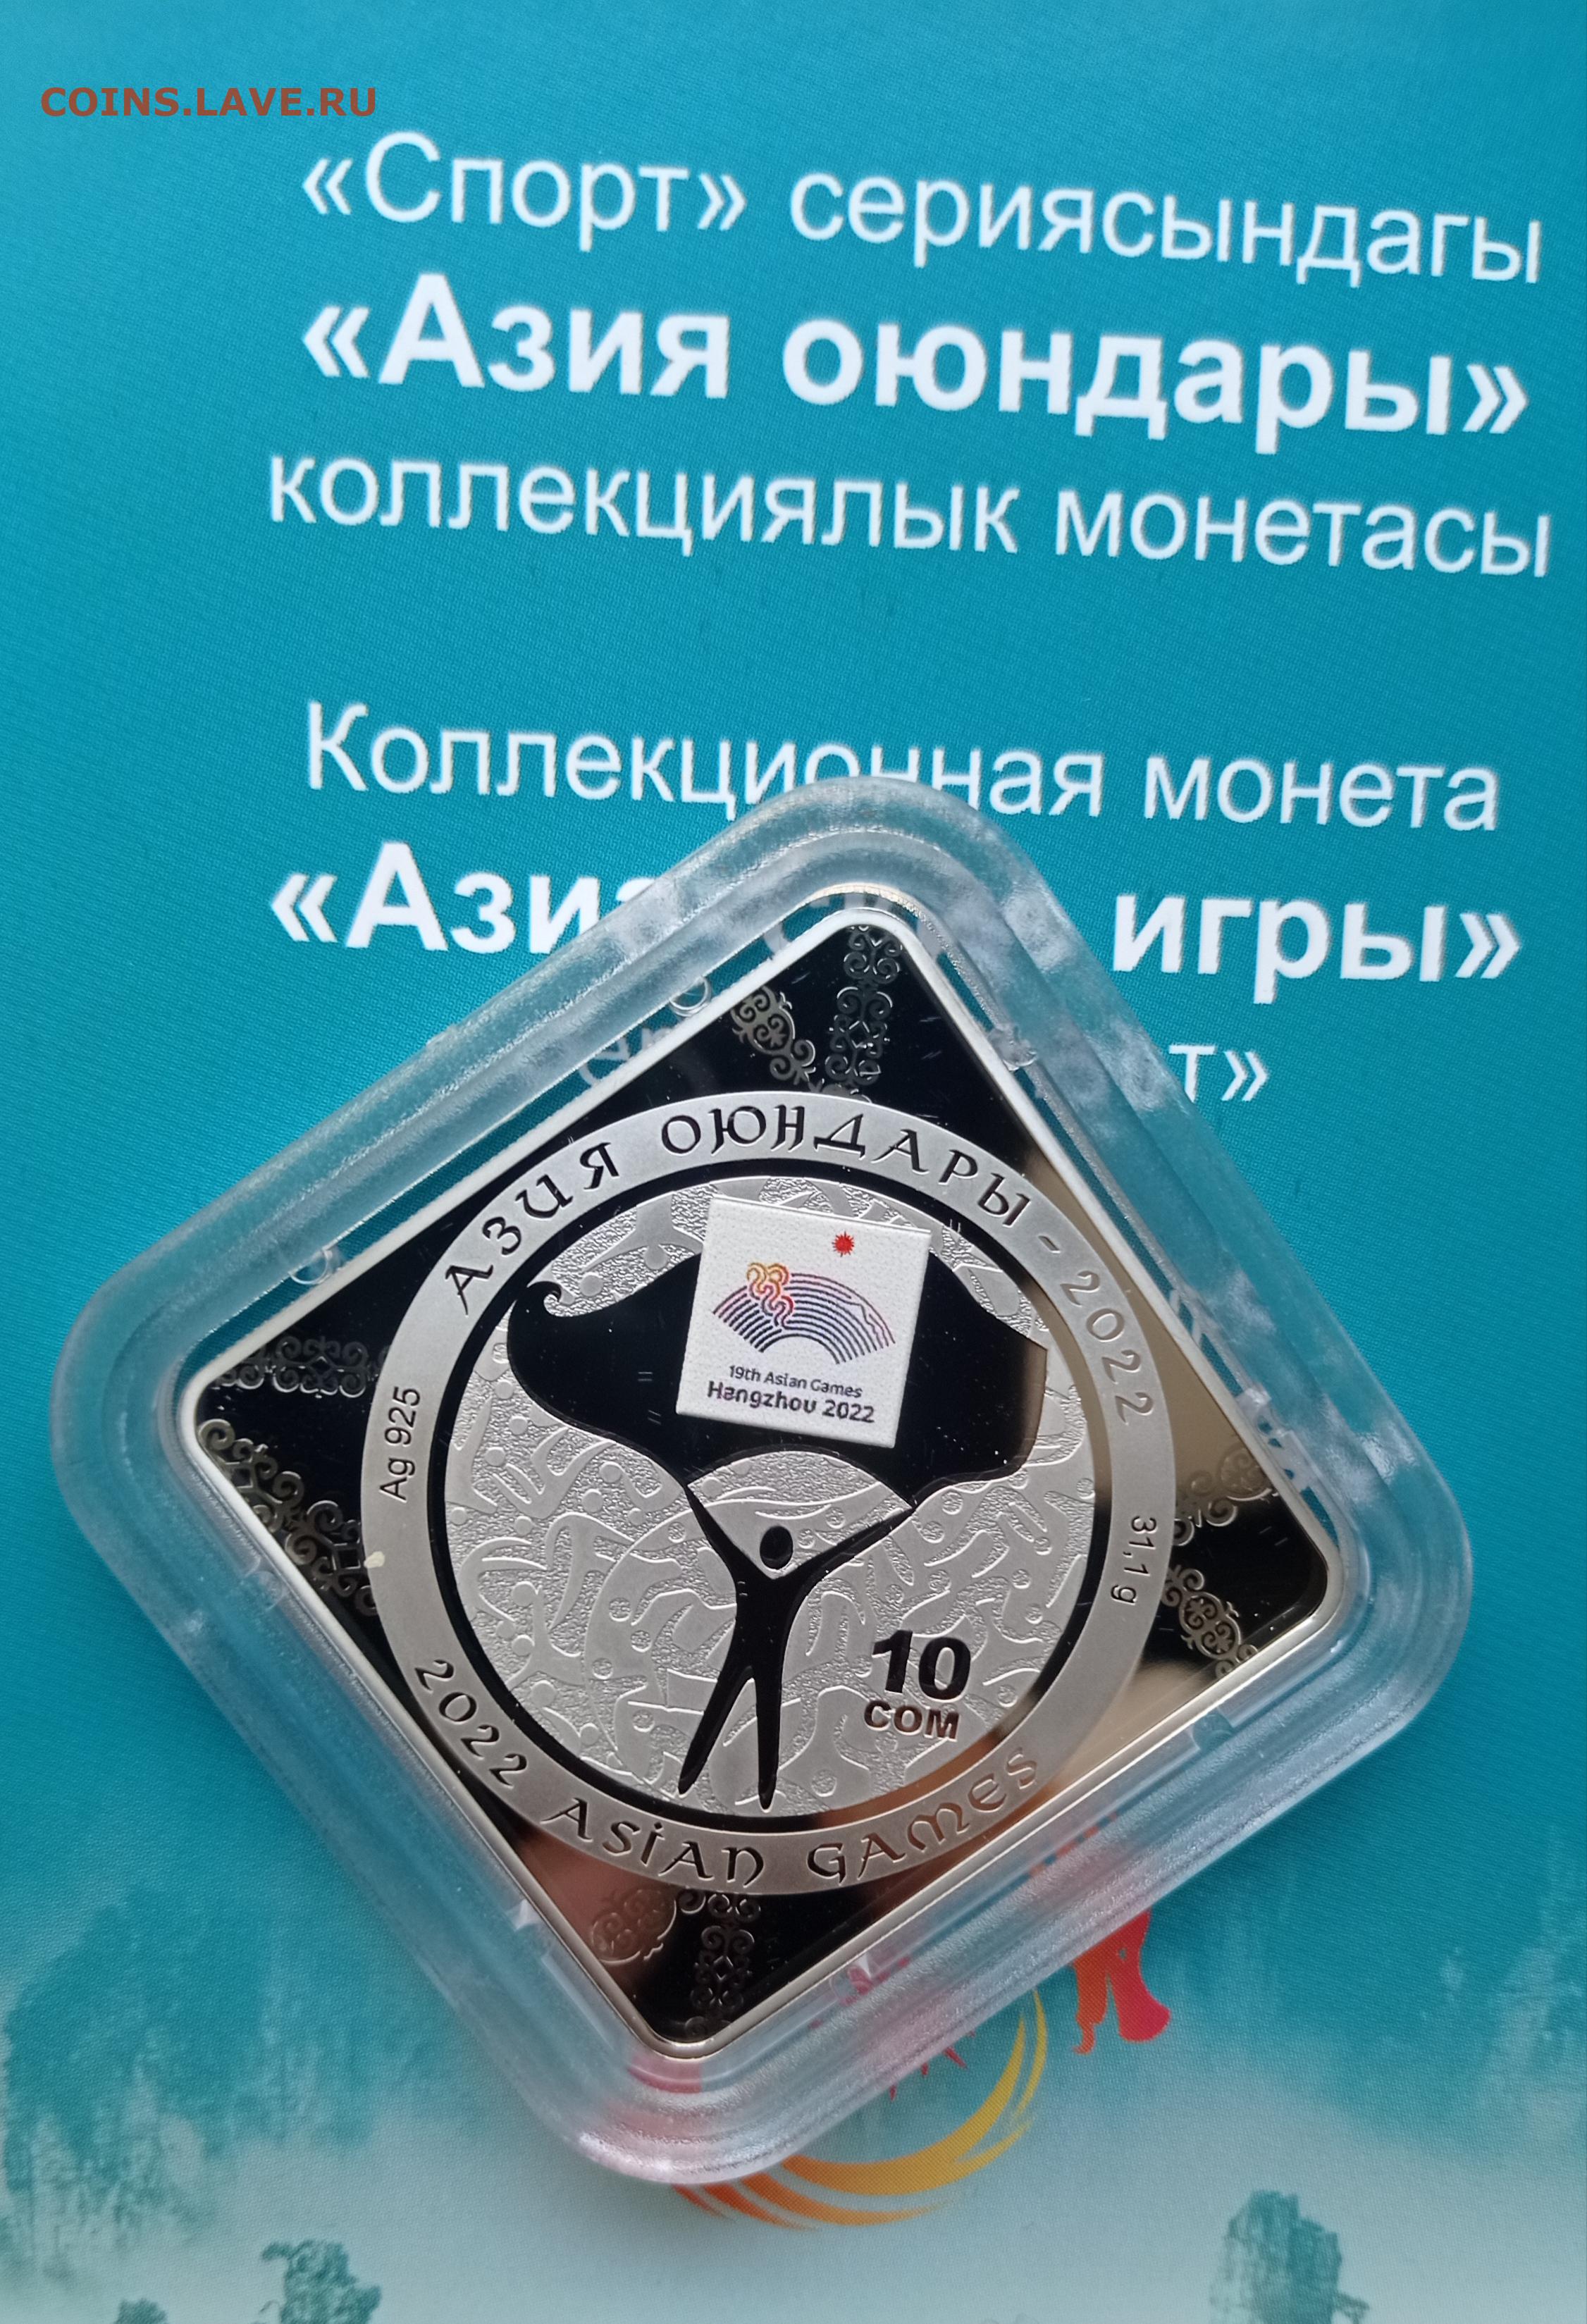 COINS.LAVE.RU
«Спорт» сериясындагы
«Азия оюндары»
коллекциялык монетасы
Коллекционная монета
игры»
АЗИЯ ОЮНДАРЫ - 2022
19th Asian Games
Hangzhou 2022
Ag 925
31,1 g
10
СОМ
2022 ASIAN GAMES